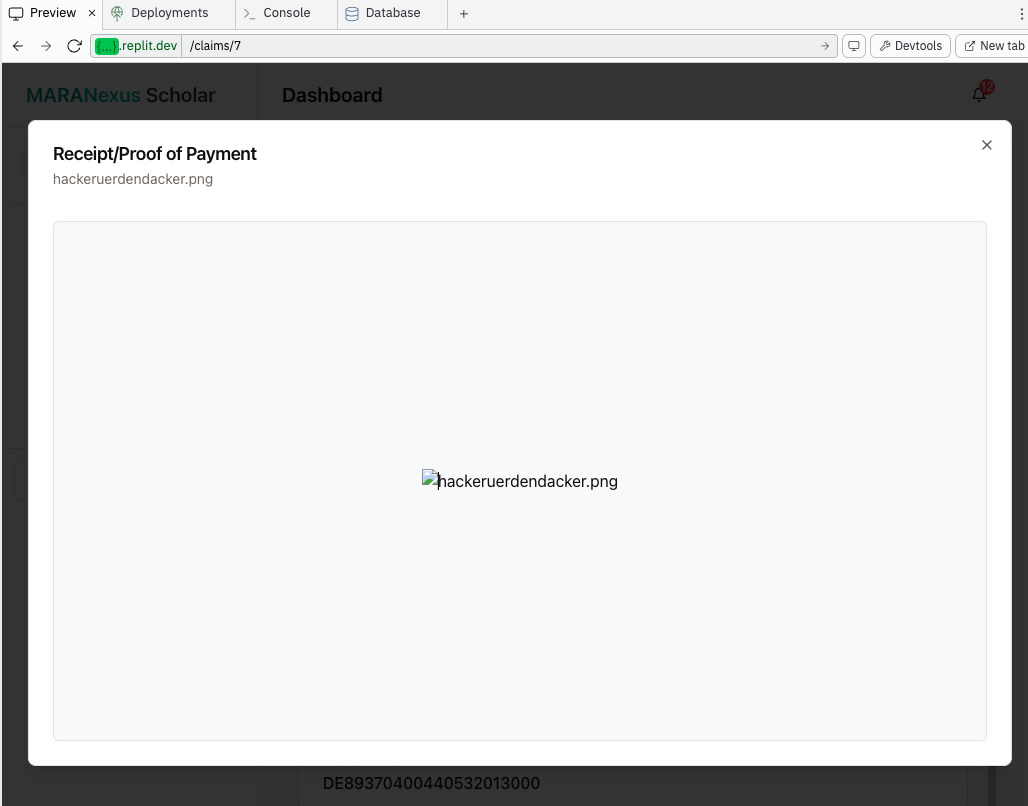 Preview
Deployments
Console
Database
{...}.replit.dev /claims/7
Devtools
New tab
MARANexus Scholar
Dashboard
12
Receipt/Proof of Payment
hackeruerdendacker.png
hackeruerdendacker.png
DE89370400440532013000